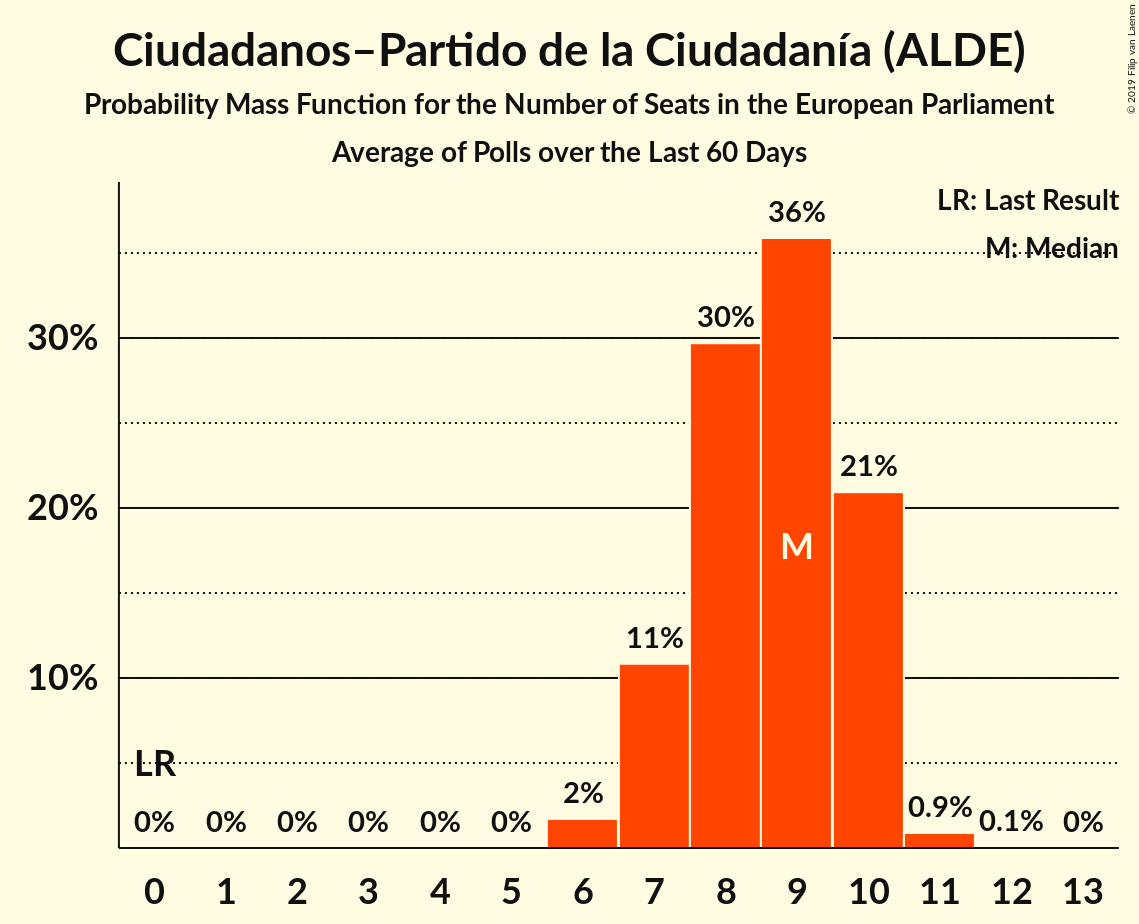 Ciudadanos–Partido de la Ciudadanía (ALDE)
Probability Mass Function for the Number of Seats in the European Parliament
Average of Polls over the Last 60 Days
© 2019 Filip van Laenen
LR: Last Result
M: Median
36%
30%
30%
21%
20%
M
11%
10%
LR
0% 0% 0% 0% 0% 0% 2% 0.9% 0.1% 0%
0 1 2 3 4 5 6 7 8 9 10 11 12 13